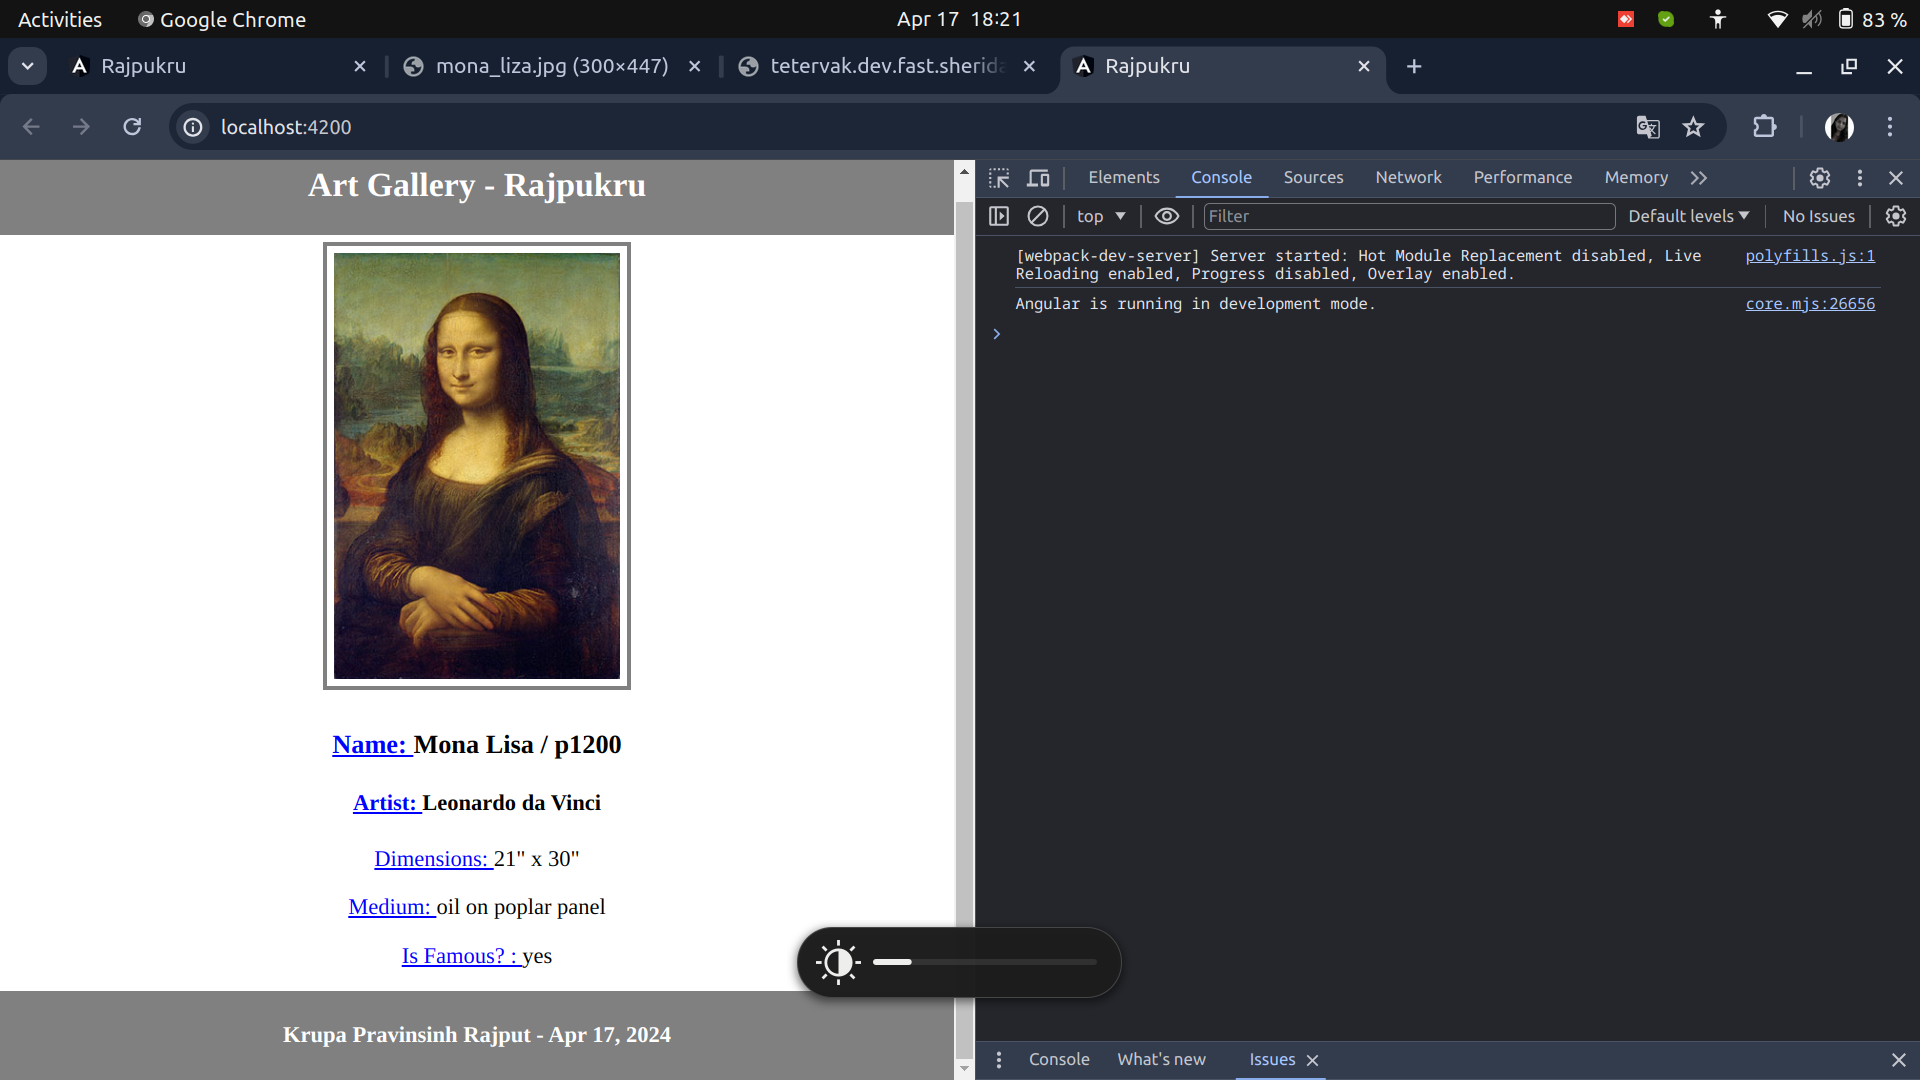 Activities
Google Chrome
Apr 17 18:21
83 %
Rajpukru
mona_liza.jpg (300×447)
tetervak.dev.fast.sherida
Rajpukru
localhost:4200
Art Gallery - Rajpukru
Name: Mona Lisa / p1200
Artist: Leonardo da Vinci
Dimensions: 21" x 30"
Medium: oil on poplar panel
Is Famous? : yes
Krupa Pravinsinh Rajput - Apr 17, 2024
Elements Console Sources Network Performance Memory
top Filter Default levels No Issues
[webpack-dev-server] Server started: Hot Module Replacement disabled, Live polyfills.js:1
Reloading enabled, Progress disabled, Overlay enabled.
Angular is running in development mode. core.mjs:26656
Console What's new Issues